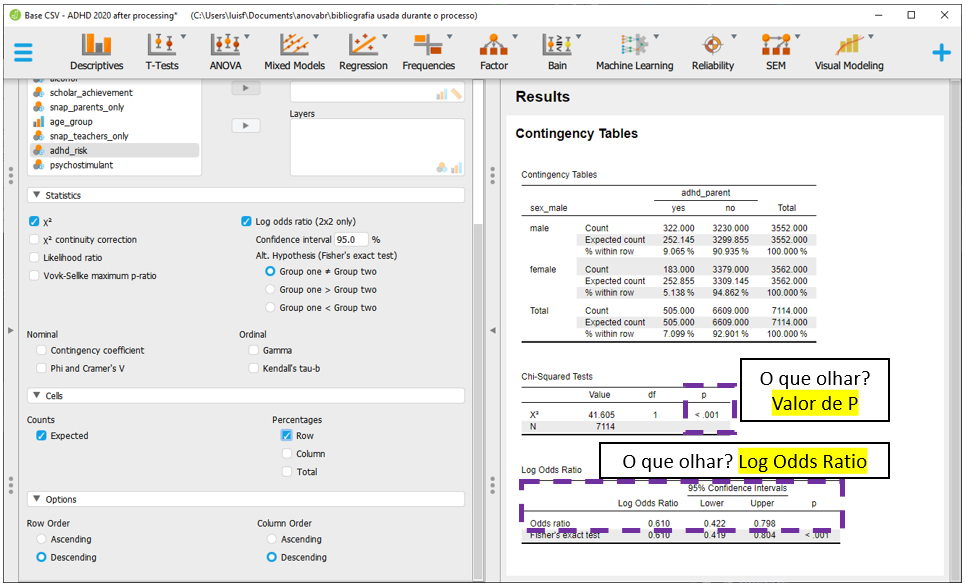 Base CSV - ADHD 2020 after processing* (C:\Users\luisf\Documents\anovabr\bibliografia usada durante o processo)
Descriptives T-Tests ANOVA Mixed Models Regression Frequencies Factor Bain Machine Learning Reliability SEM Visual Modeling
alcohol
scholar_achievement
snap_parents_only
age_group
snap_teachers_only
adhd_risk
psychostimulant
Layers
Statistics
χ²
χ² continuity correction
Likelihood ratio
Vovk-Sellke maximum p-ratio
Log odds ratio (2x2 only)
Confidence interval 95.0 %
Alt. Hypothesis (Fisher's exact test)
Group one ≠ Group two
Group one > Group two
Group one < Group two
Nominal
Contingency coefficient
Phi and Cramer's V
Ordinal
Gamma
Kendall's tau-b
Cells
Counts
Expected
Percentages
Row
Column
Total
Options
Row Order
Ascending
Descending
Column Order
Ascending
Descending
Results
Contingency Tables
Contingency Tables
adhd_parent
sex_male yes no Total
male Count 322.000 3230.000 3552.000
Expected count 252.145 3299.855 3552.000
% within row 9.065 % 90.935 % 100.000 %
female Count 183.000 3379.000 3562.000
Expected count 252.855 3309.145 3562.000
% within row 5.138 % 94.862 % 100.000 %
Total Count 505.000 6609.000 7114.000
Expected count 505.000 6609.000 7114.000
% within row 7.099 % 92.901 % 100.000 %
Chi-Squared Tests
Value df p
X² 41.605 1 < .001
N 7114
O que olhar?
Valor de P
O que olhar? Log Odds Ratio
Log Odds Ratio
95% Confidence Intervals
Log Odds Ratio Lower Upper p
Odds ratio 0.610 0.422 0.798
Fisher's exact test 0.610 0.419 0.804 < .001